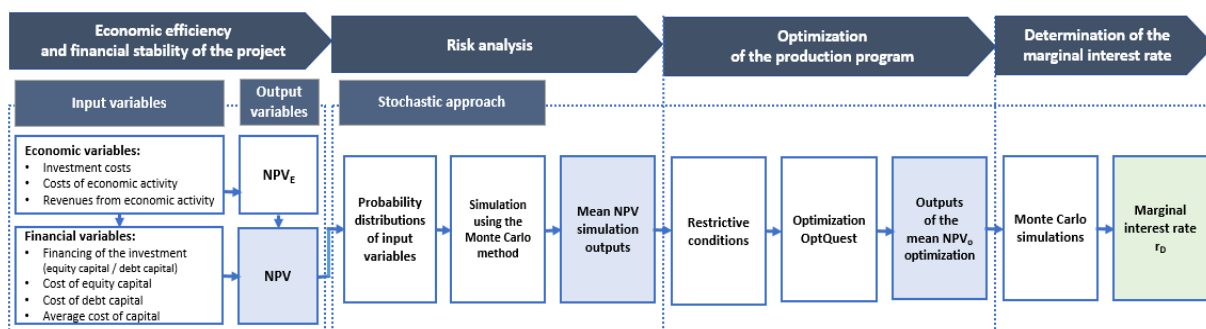 Economic efficiency
and financial stability of the project
Risk analysis
Optimization
of the production program
Determination of the
marginal interest rate
Input variables
Output
variables
Stochastic approach
Economic variables:
• Investment costs
• Costs of economic activity
• Revenues from economic activity
NPVE
Financial variables:
• Financing of the investment
(equity capital / debt capital)
• Cost of equity capital
• Cost of debt capital
• Average cost of capital
NPV
Probability
distributions
of input
variables
Simulation
using the
Monte Carlo
method
Mean NPV
simulation
outputs
Restrictive
conditions
Optimization
OptQuest
Outputs
of the
mean NPVo
optimization
Monte Carlo
simulations
Marginal
interest rate
rD